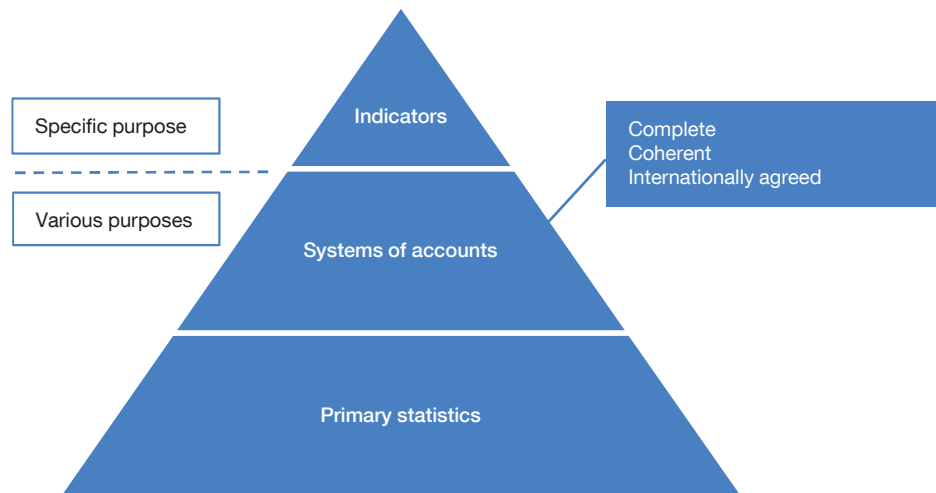 Indicators
Specific purpose
Complete
Coherent
Internationally agreed
Various purposes
Systems of accounts
Primary statistics